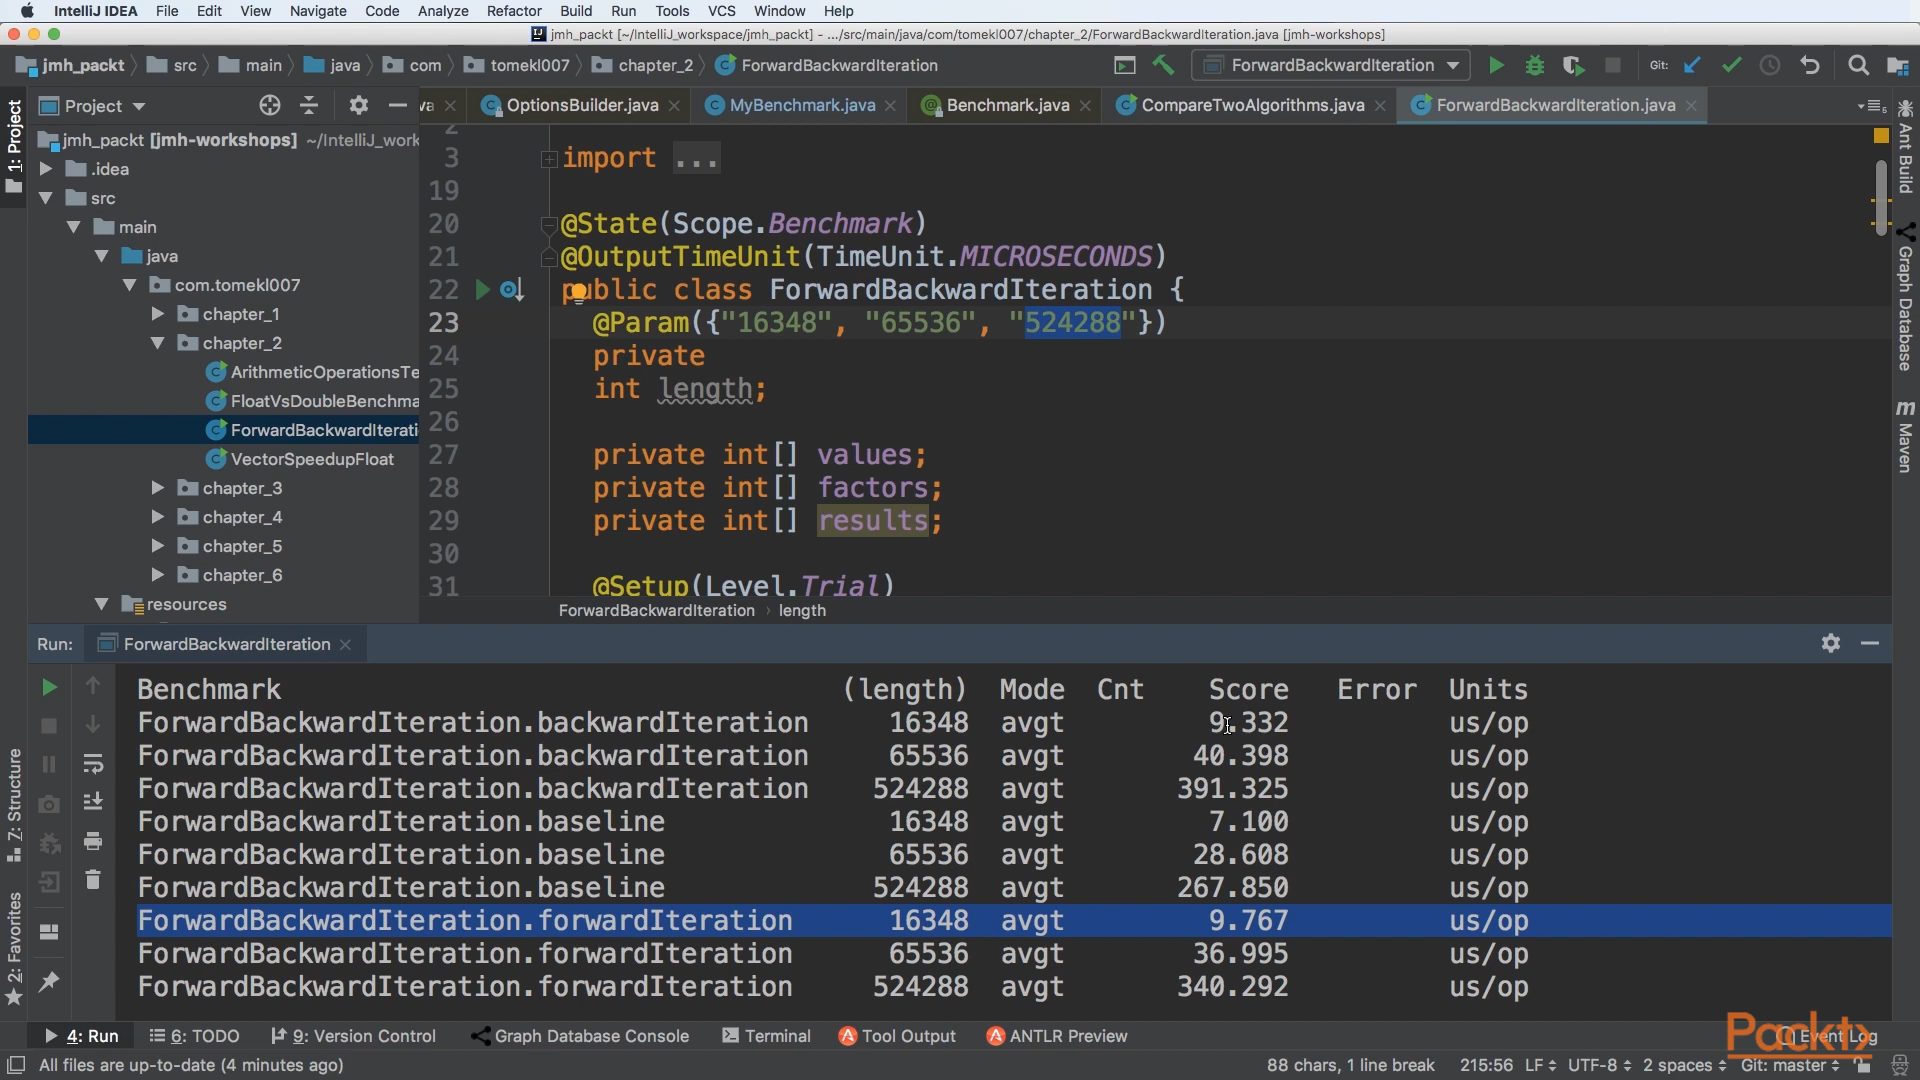 IntelliJ IDEA File Edit View Navigate Code Analyze Refactor Build Run Tools VCS Window Help
jmh_packt [~/IntelliJ_workspace/jmh_packt] - .../src/main/java/com/tomekl007/chapter_2/ForwardBackwardIteration.java [jmh-workshops]
jmh_packt src main java com tomekl007 chapter_2 ForwardBackwardIteration ForwardBackwardIteration Git:
Project va OptionsBuilder.java MyBenchmark.java Benchmark.java CompareTwoAlgorithms.java ForwardBackwardIteration.java
1: Project
Z: Structure
2: Favorites
jmh_packt [jmh-workshops] ~/IntelliJ_work
.idea
src
main
java
com.tomekl007
chapter_1
chapter_2
ArithmeticOperationsTe
FloatVsDoubleBenchma
ForwardBackwardIterati
VectorSpeedupFloat
chapter_3
chapter_4
chapter_5
chapter_6
resources
2
3 import ...
19
20 @State(Scope.Benchmark)
21 @OutputTimeUnit(TimeUnit.MICROSECONDS)
22 public class ForwardBackwardIteration {
23 @Param({"16348", "65536", "524288"})
24 private
25 int length;
26
27 private int[] values;
28 private int[] factors;
29 private int[] results;
30
31 @Setup(Level.Trial)
ForwardBackwardIteration › length
Ant Build
Graph Database
m Maven
Run: ForwardBackwardIteration
Benchmark (length) Mode Cnt Score Error Units
ForwardBackwardIteration.backwardIteration 16348 avgt 9.332 us/op
ForwardBackwardIteration.backwardIteration 65536 avgt 40.398 us/op
ForwardBackwardIteration.backwardIteration 524288 avgt 391.325 us/op
ForwardBackwardIteration.baseline 16348 avgt 7.100 us/op
ForwardBackwardIteration.baseline 65536 avgt 28.608 us/op
ForwardBackwardIteration.baseline 524288 avgt 267.850 us/op
ForwardBackwardIteration.forwardIteration 16348 avgt 9.767 us/op
ForwardBackwardIteration.forwardIteration 65536 avgt 36.995 us/op
ForwardBackwardIteration.forwardIteration 524288 avgt 340.292 us/op
4: Run 6: TODO 9: Version Control Graph Database Console Terminal Tool Output ANTLR Preview Event Log
Packt>
All files are up-to-date (4 minutes ago) 88 chars, 1 line break 215:56 LF UTF-8 2 spaces Git: master